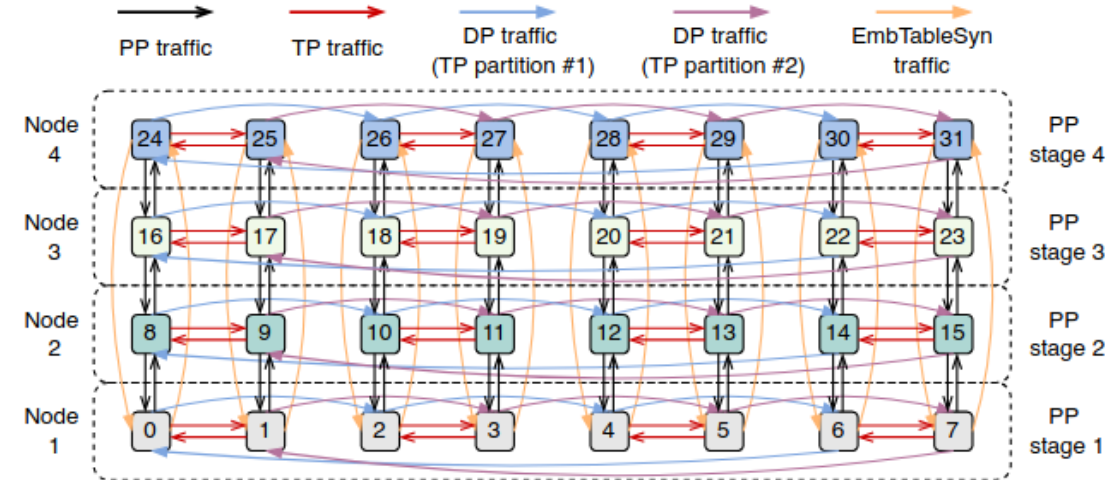 PP traffic
TP traffic
DP traffic
(TP partition #1)
DP traffic
(TP partition #2)
EmbTableSyn
traffic
Node
4
24 25 26 27 28 29 30 31
PP
stage 4
Node
3
16 17 18 19 20 21 22 23
PP
stage 3
Node
2
8 9 10 11 12 13 14 15
PP
stage 2
Node
1
0 1 2 3 4 5 6 7
PP
stage 1